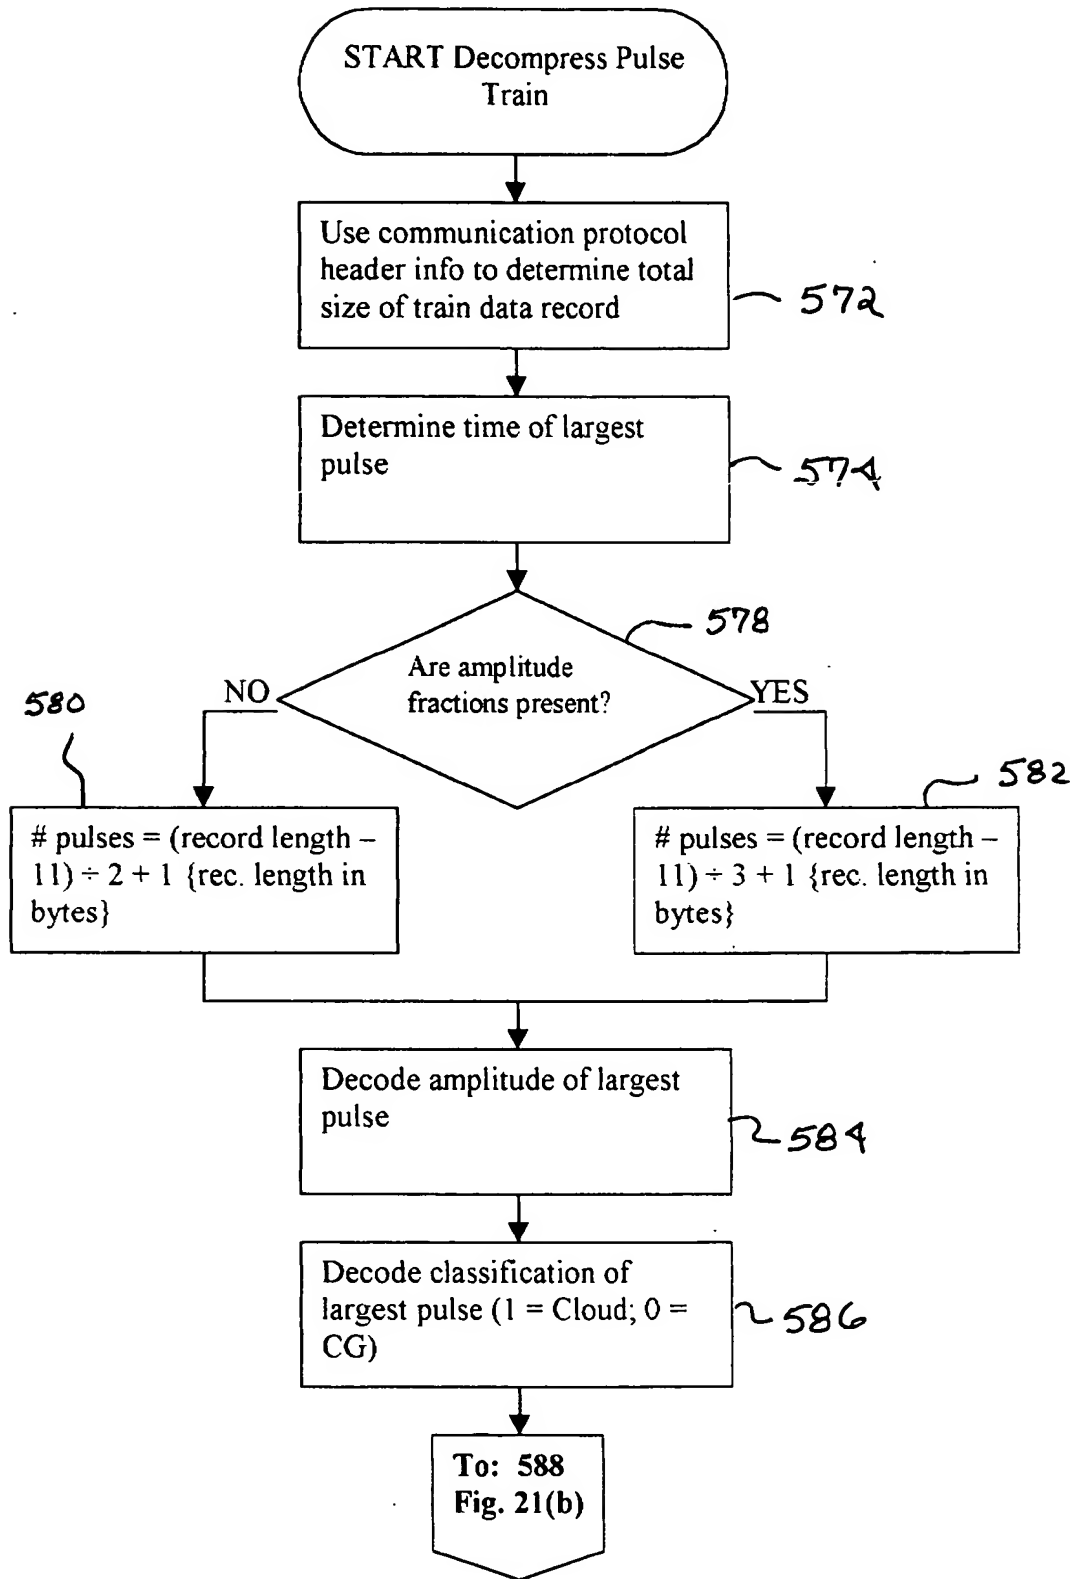 START Decompress Pulse
Train
Use communication protocol
header info to determine total
size of train data record
572
Determine time of largest
pulse
574
578
Are amplitude
fractions present?
NO
YES
580
582
# pulses = (record length –
11) ÷ 2 + 1 {rec. length in
bytes}
# pulses = (record length –
11) ÷ 3 + 1 {rec. length in
bytes}
Decode amplitude of largest
pulse
584
Decode classification of
largest pulse (1 = Cloud; 0 =
CG)
586
To: 588
Fig. 21(b)